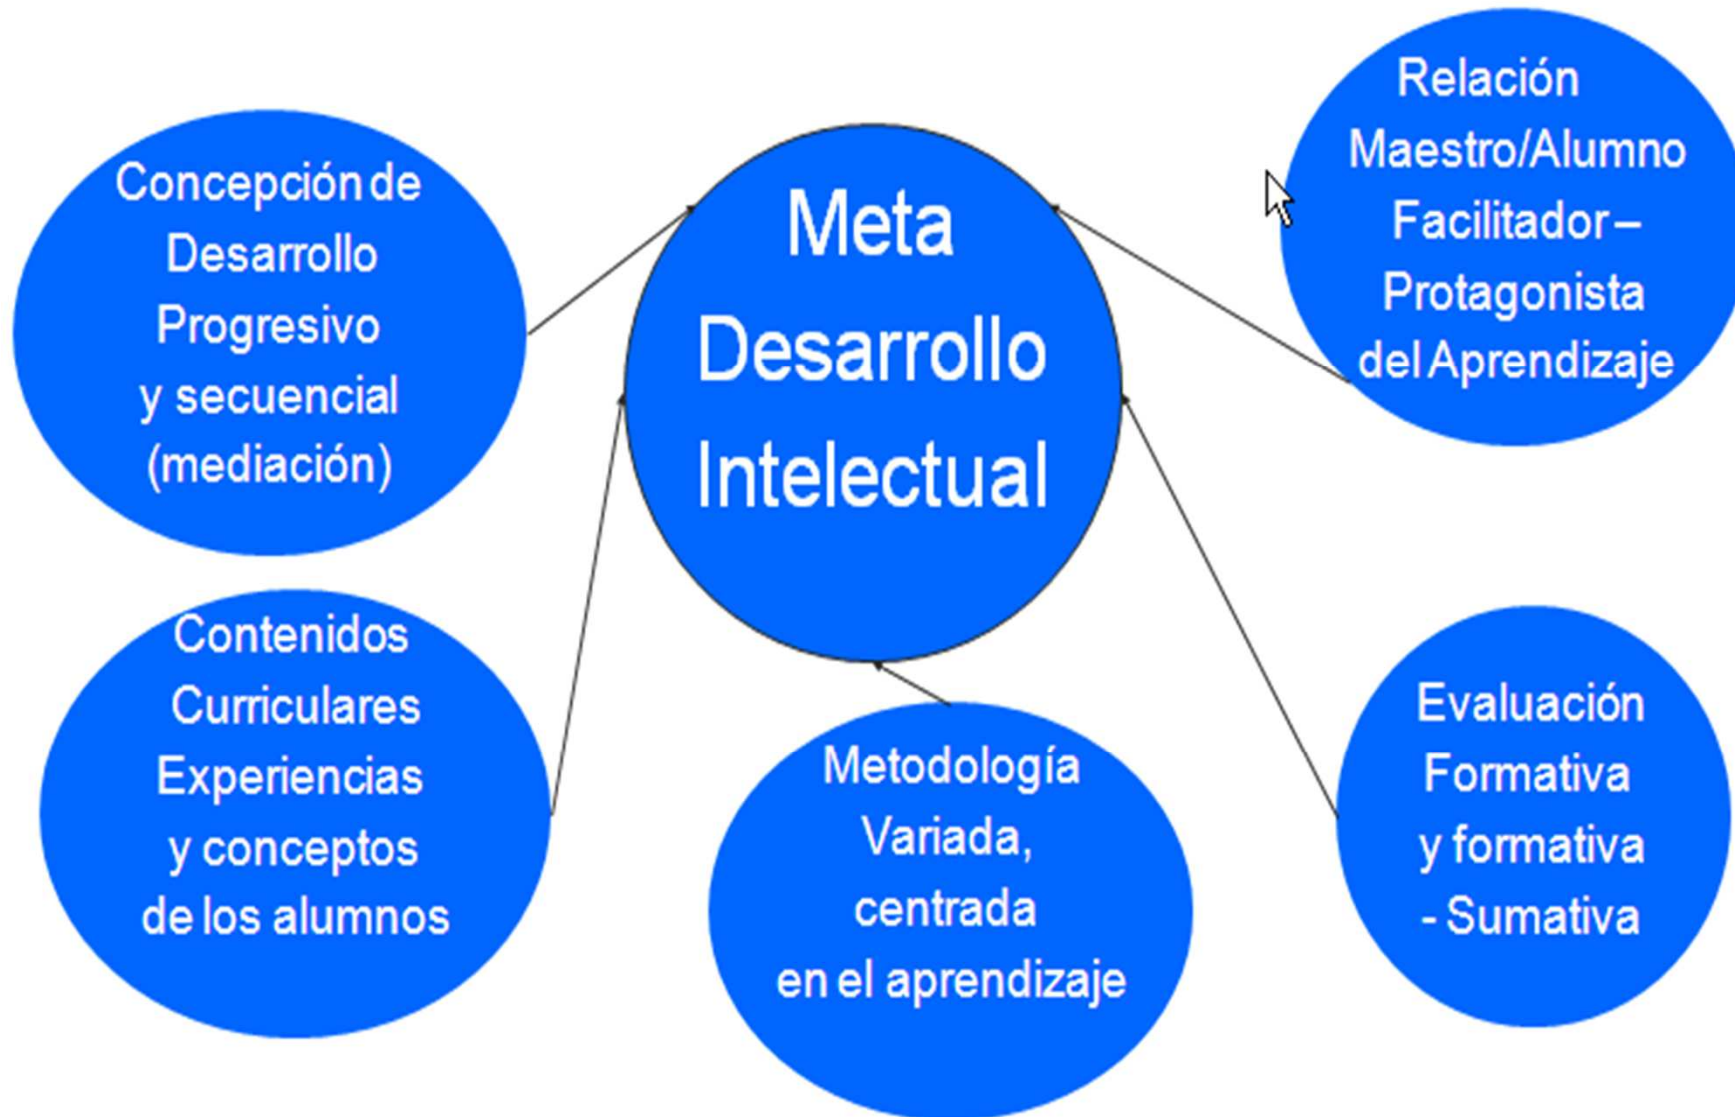 Concepción de
Desarrollo
Progresivo
y secuencial
(mediación)
Meta
Desarrollo
Intelectual
Relación
Maestro/Alumno
Facilitador –
Protagonista
del Aprendizaje
Contenidos
Curriculares
Experiencias
y conceptos
de los alumnos
Metodología
Variada,
centrada
en el aprendizaje
Evaluación
Formativa
y formativa
- Sumativa